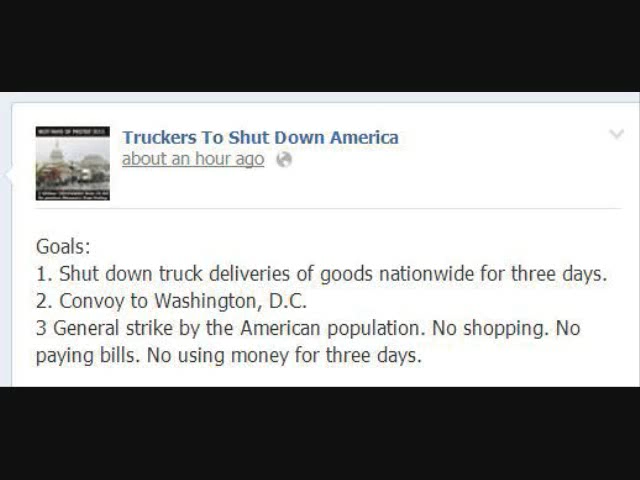 Truckers To Shut Down America
about an hour ago
Goals:
1. Shut down truck deliveries of goods nationwide for three days.
2. Convoy to Washington, D.C.
3 General strike by the American population. No shopping. No
paying bills. No using money for three days.